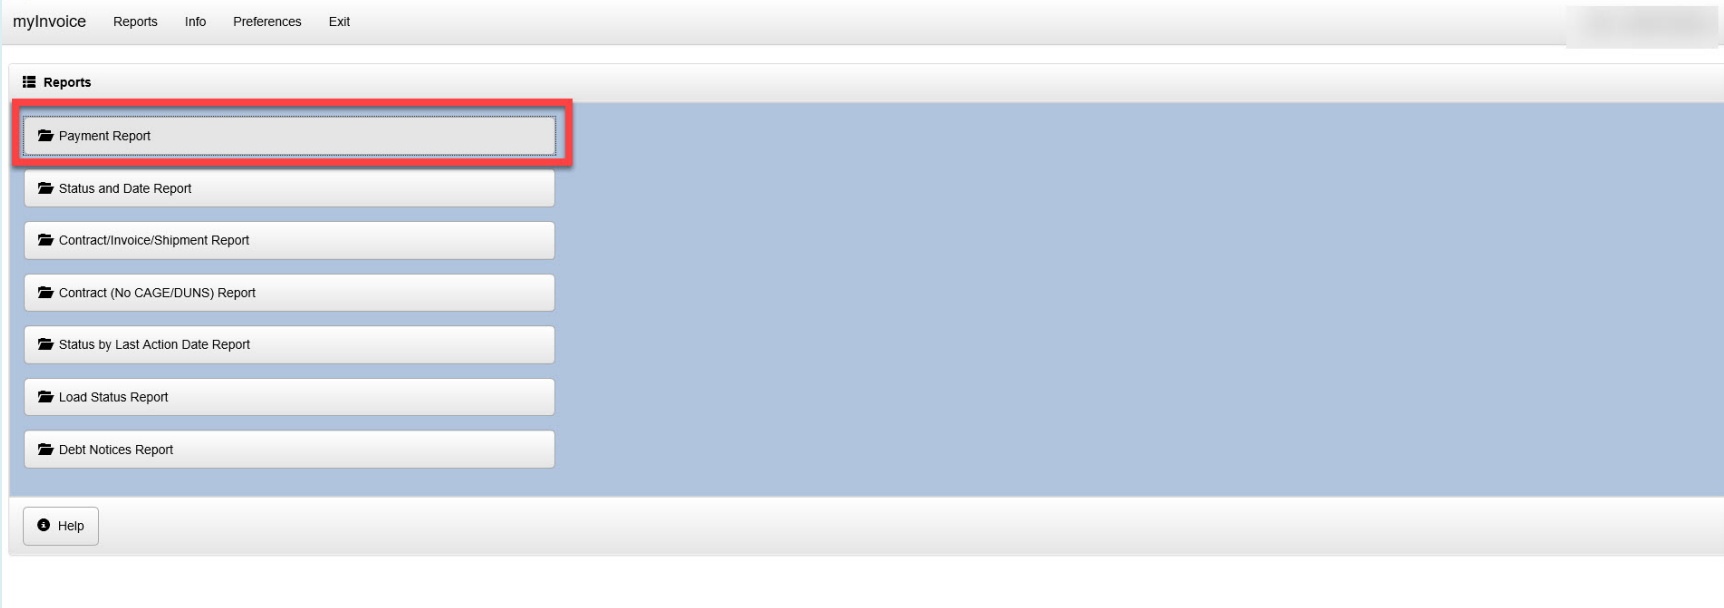 myInvoice Reports Info Preferences Exit
Reports
Payment Report
Status and Date Report
Contract/Invoice/Shipment Report
Contract (No CAGE/DUNS) Report
Status by Last Action Date Report
Load Status Report
Debt Notices Report
Help